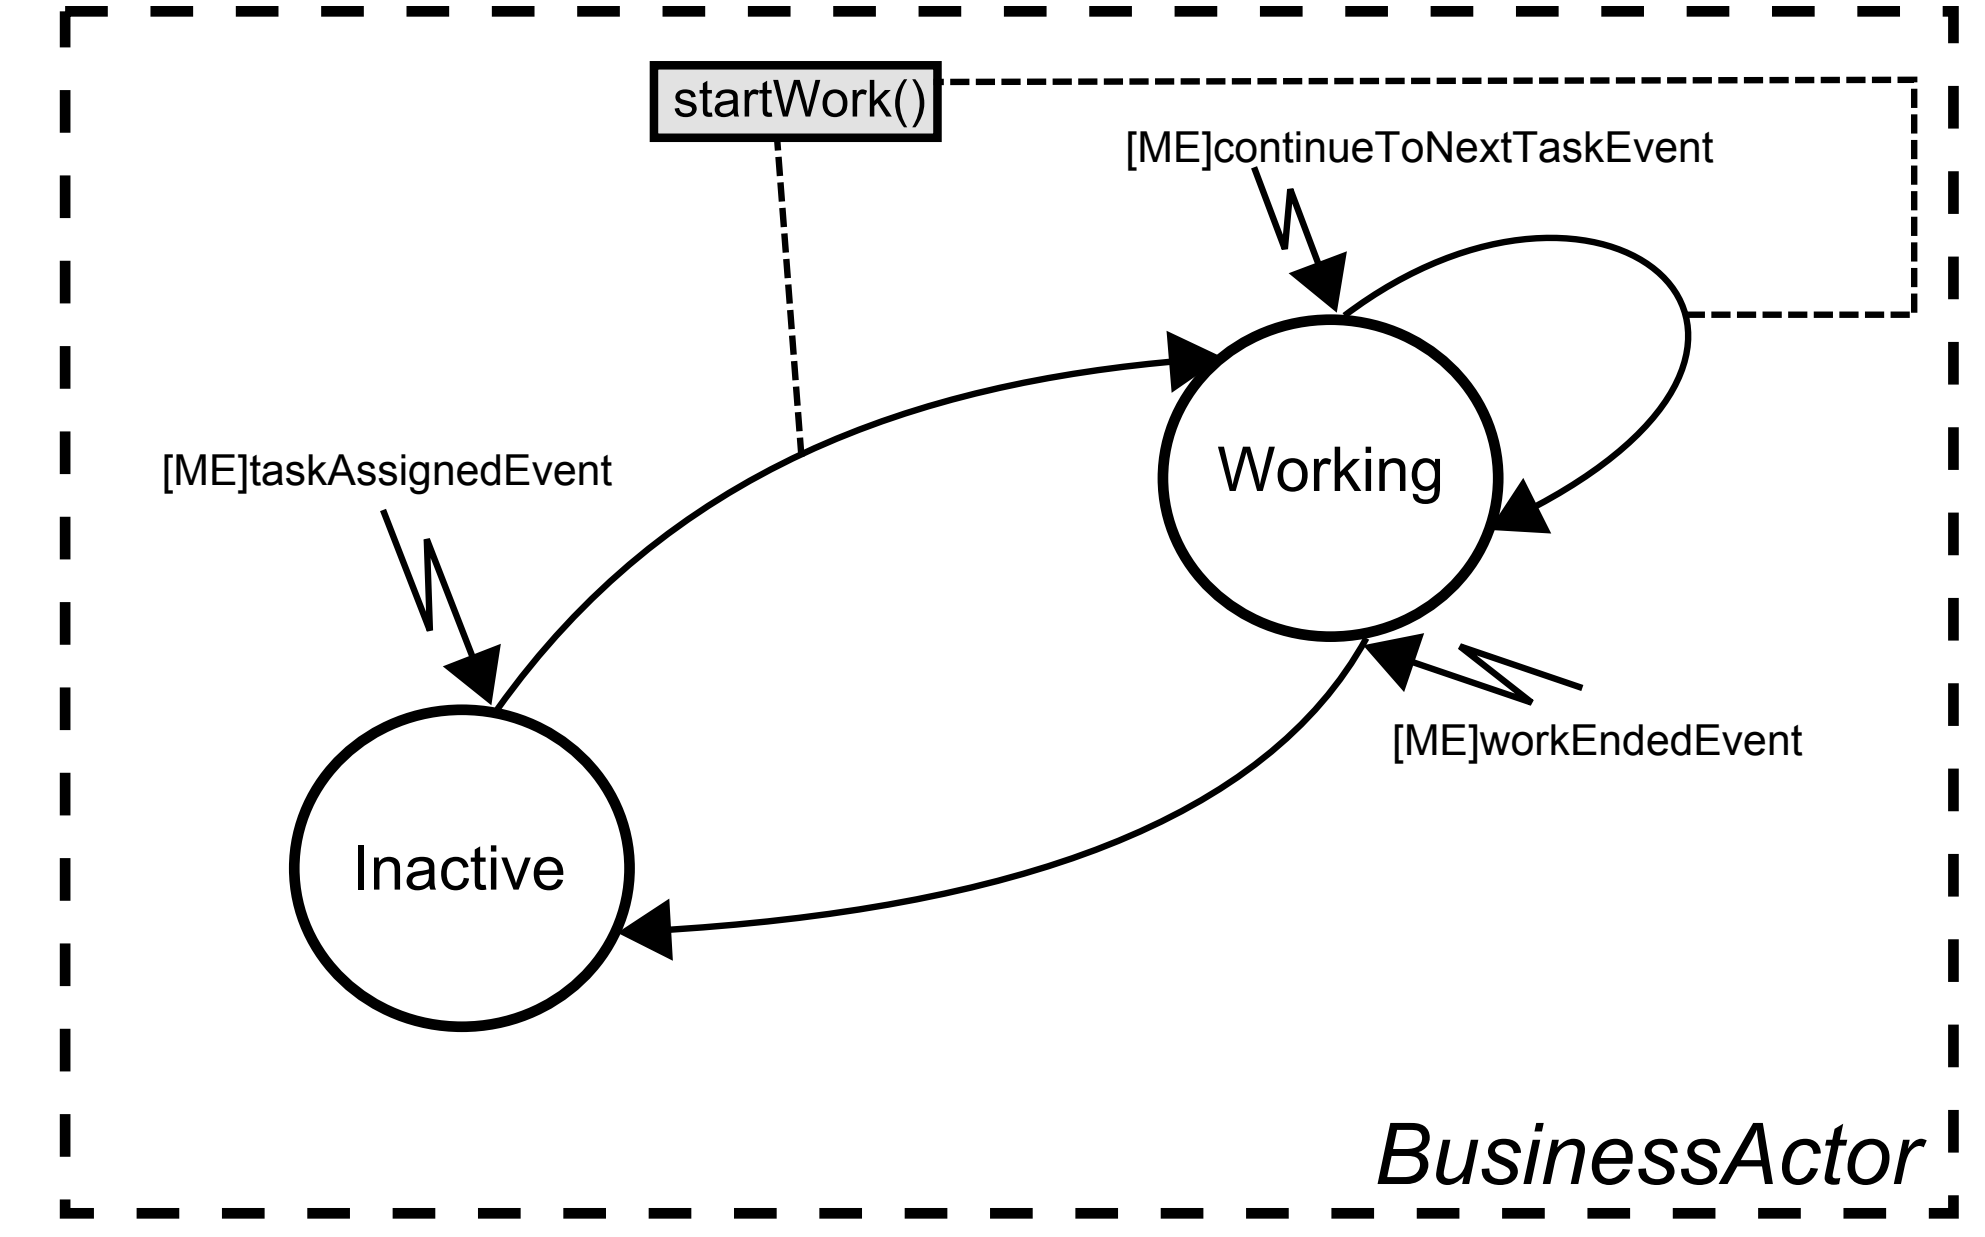 startWork()
[ME]continueToNextTaskEvent
[ME]taskAssignedEvent
Working
[ME]workEndedEvent
Inactive
BusinessActor